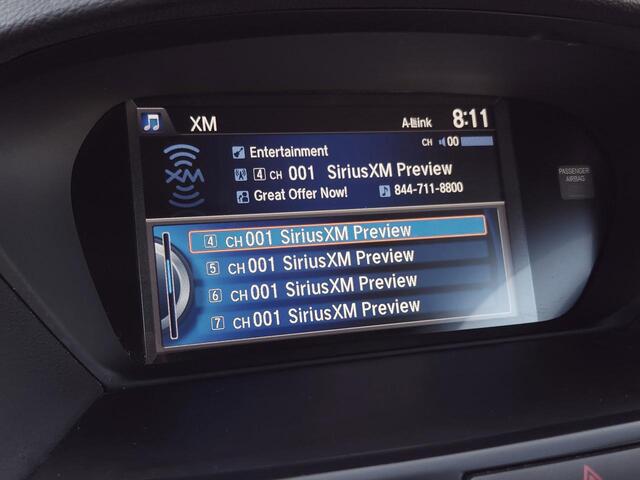 XM A-Link 8:11
CH 00
XM Entertainment
4 CH 001 SiriusXM Preview
Great Offer Now! 844-711-8800
4 CH 001 SiriusXM Preview
5 CH 001 SiriusXM Preview
6 CH 001 SiriusXM Preview
7 CH 001 SiriusXM Preview
PASSENGER
AIRBAG